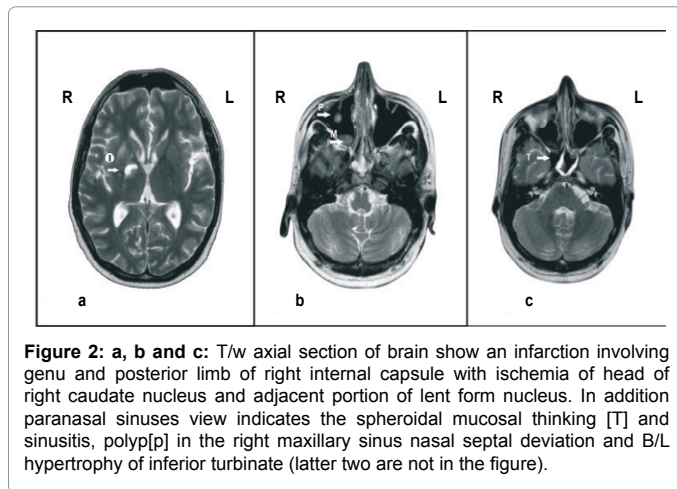 R L R L R L
P
M
T
a b c
Figure 2: a, b and c: T/w axial section of brain show an infarction involving
genu and posterior limb of right internal capsule with ischemia of head of
right caudate nucleus and adjacent portion of lent form nucleus. In addition
paranasal sinuses view indicates the spheroidal mucosal thinking [T] and
sinusitis, polyp[p] in the right maxillary sinus nasal septal deviation and B/L
hypertrophy of inferior turbinate (latter two are not in the figure).